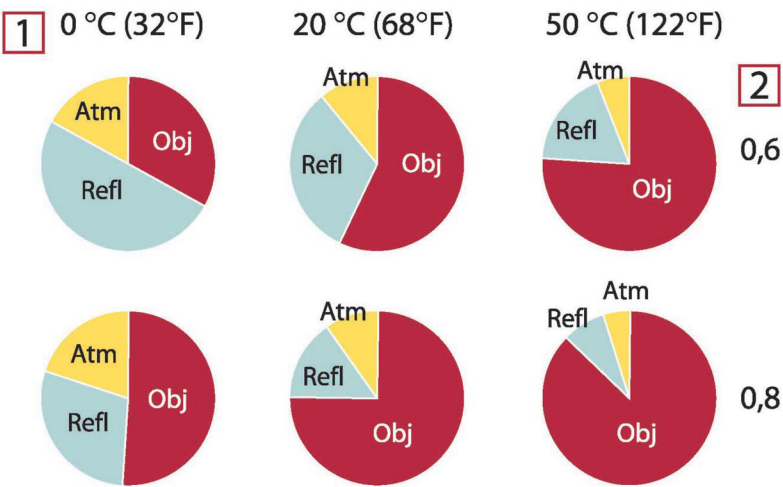 1 0 °C (32°F) 20 °C (68°F) 50 °C (122°F)
2
0,6
Atm
Obj
Refl
Atm
Refl
Obj
Atm
Refl
Obj
0,8
Atm
Obj
Refl
Atm
Refl
Obj
Atm
Refl
Obj